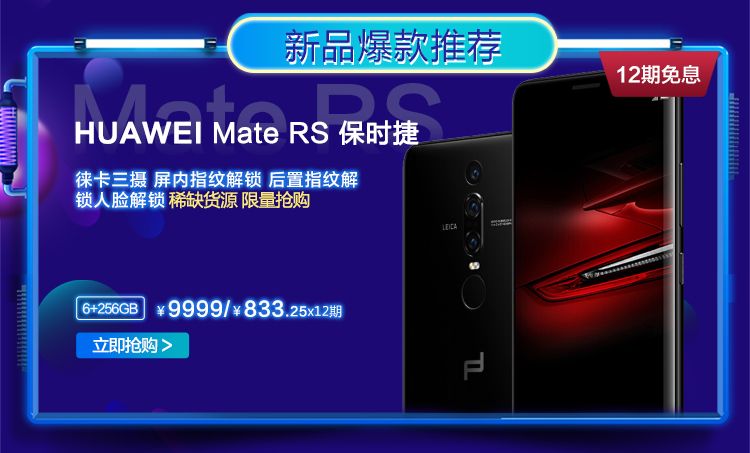 新品爆款推荐
12期免息
Mate RS
HUAWEI Mate RS 保时捷
徕卡三摄 屏内指纹解锁 后置指纹解
锁人脸解锁 稀缺货源 限量抢购
6+256GB ¥9999/¥833.25x12期
立即抢购 >
LEICA